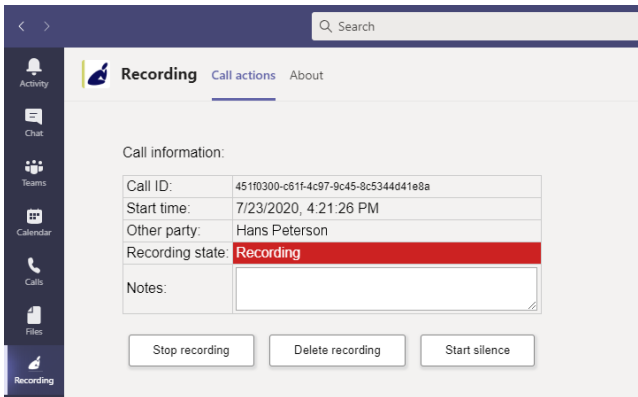 Search
Activity
Chat
Teams
Calendar
Calls
Files
Recording
Recording Call actions About
Call information:
Call ID: 451f0300-c61f-4c97-9c45-8c5344d41e8a
Start time: 7/23/2020, 4:21:26 PM
Other party: Hans Peterson
Recording state: Recording
Notes:
Stop recording Delete recording Start silence